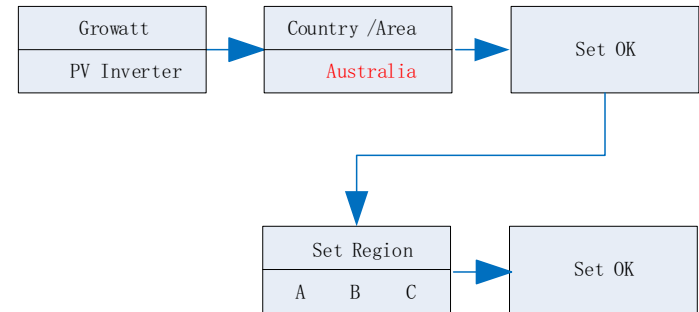 Growatt
PV Inverter
Country /Area
Australia
Set OK
Set Region
A B C
Set OK